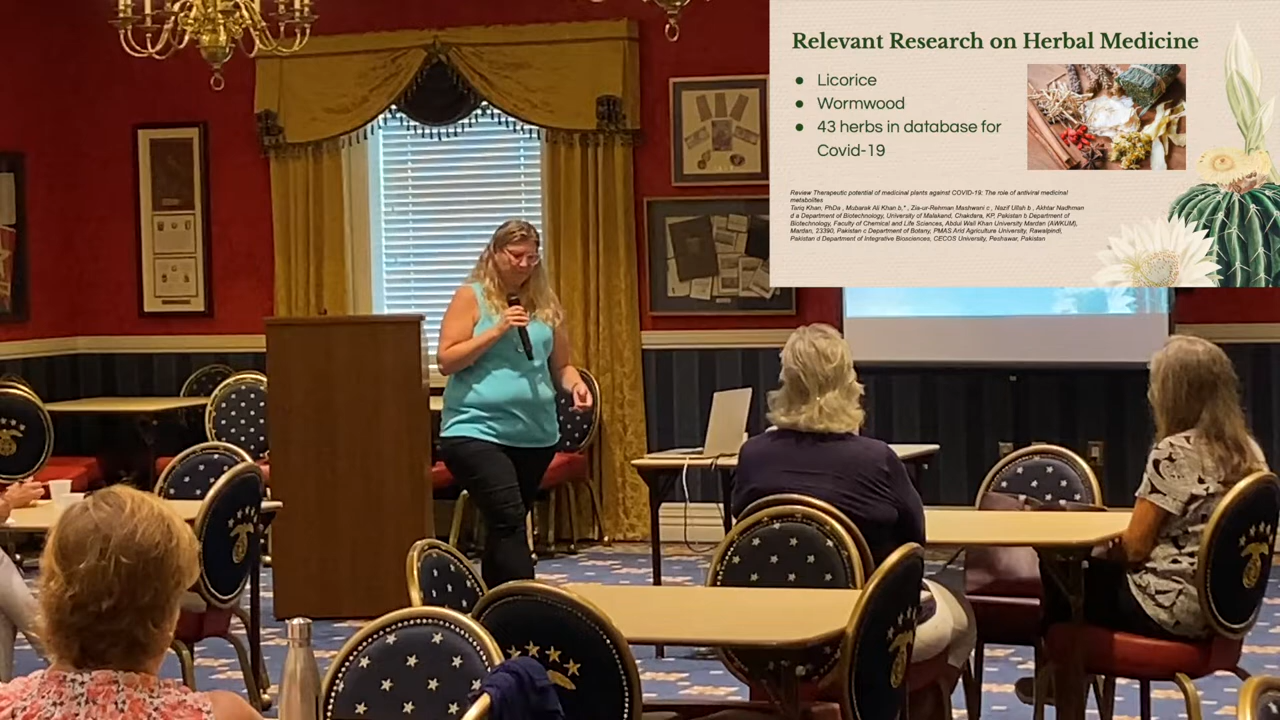 Relevant Research on Herbal Medicine
● Licorice
● Wormwood
● 43 herbs in database for
Covid-19
Review Therapeutic potential of medicinal plants against COVID-19: The role of antiviral medicinal
metabolites
Tariq Khan, PhDa , Mubarak Ali Khan b,* , Zia-ur-Rehman Mashwani c , Nazif Ullah b , Akhtar Nadhman
d a Department of Biotechnology, University of Malakand, Chakdara, KP, Pakistan b Department of
Biotechnology, Faculty of Chemical and Life Sciences, Abdul Wali Khan University Marden (AWKUM),
Mardan, 23390, Pakistan c Department of Botany, PMAS Arid Agriculture University, Rawalpindi,
Pakistan d Department of Integrative Biosciences, CECOS University, Peshawar, Pakistan